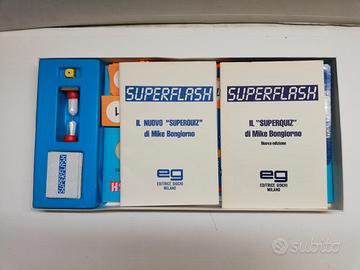 SUPERFLASH
IL NUOVO "SUPERQUIZ"
di Mike Bongiorno
eg
EDITRICE GIOCHI
MILANO
SUPERFLASH
IL "SUPERQUIZ"
di Mike Bongiorno
Nuova edizione
eg
EDITRICE GIOCHI
MILANO
SUPERFLASH
subito